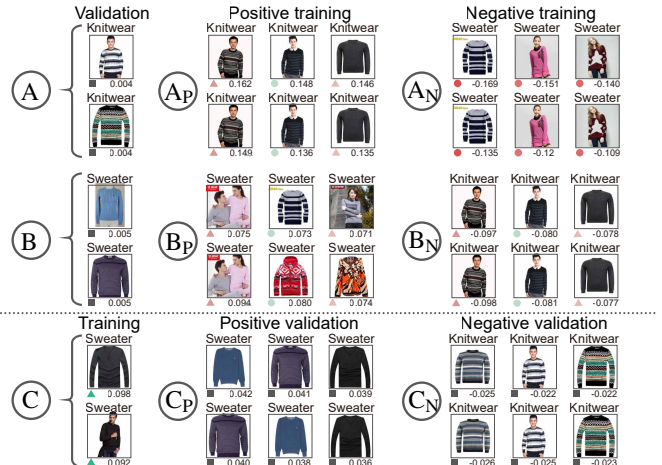 Validation Positive training Negative training
Knitwear Knitwear Knitwear Knitwear Sweater Sweater Sweater
A AP AN
0.004 0.162 0.148 0.146 -0.169 -0.151 -0.140
Knitwear Knitwear Knitwear Knitwear Sweater Sweater Sweater
0.004 0.149 0.136 0.135 -0.135 -0.12 -0.109
Sweater Sweater Sweater Sweater Knitwear Knitwear Knitwear
B BP BN
0.005 0.075 0.073 0.071 -0.097 -0.080 -0.078
Sweater Sweater Sweater Sweater Knitwear Knitwear Knitwear
0.005 0.094 0.080 0.074 -0.098 -0.081 -0.077
Training Positive validation Negative validation
Sweater Sweater Sweater Sweater Knitwear Knitwear Knitwear
C CP CN
0.098 0.042 0.041 0.039 -0.025 -0.022 -0.022
Sweater Sweater Sweater Sweater Knitwear Knitwear Knitwear
0.092 0.040 0.038 0.036 -0.026 -0.025 -0.023